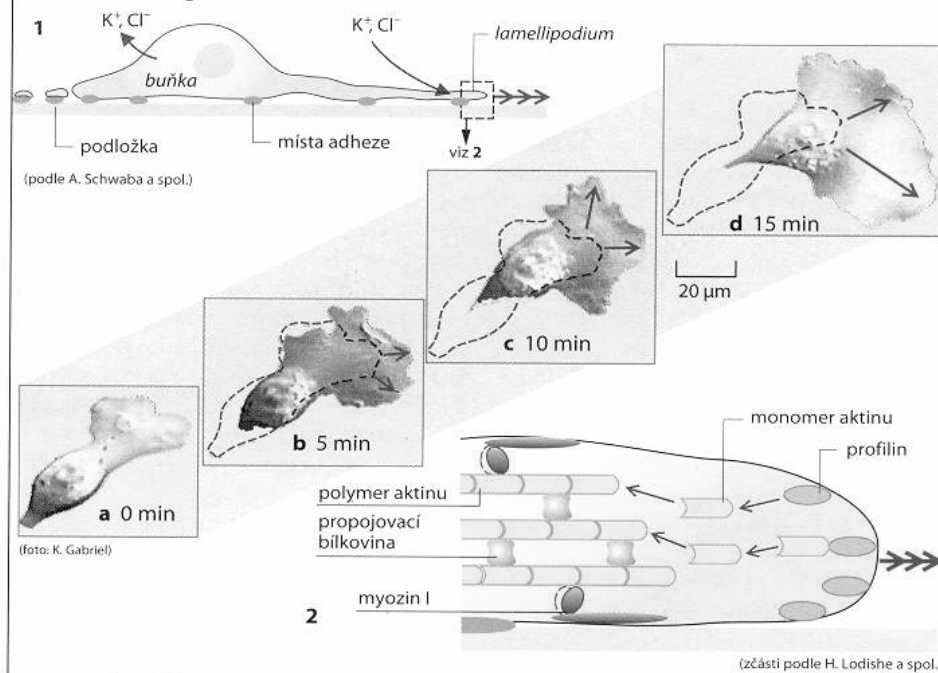 1
K⁺, Cl⁻
K⁺, Cl⁻
lamellipodium
buňka
podložka
místa adheze
viz 2
(podle A. Schwaba a spol.)
d 15 min
20 µm
c 10 min
b 5 min
a 0 min
(foto: K. Gabriel)
monomer aktinu
profilin
polymer aktinu
propojovací
bílkovina
myozin I
2
(zčásti podle H. Lodishe a spol.